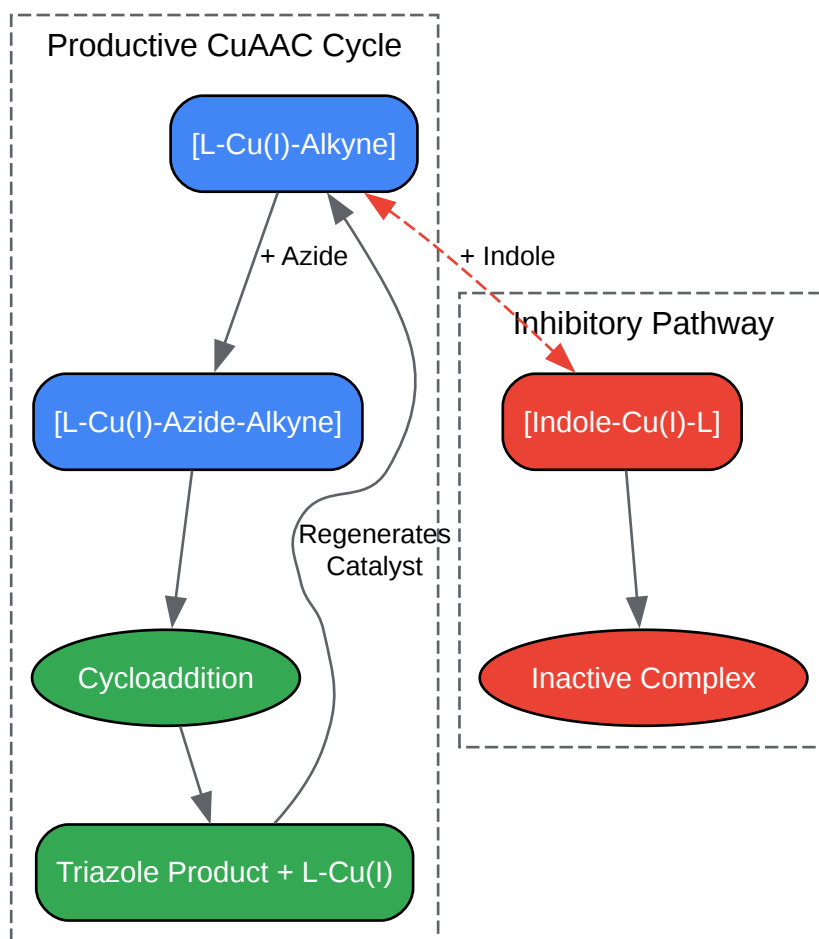 Productive CuAAC Cycle
[L-Cu(I)-Alkyne]
+ Azide
+ Indole
Inhibitory Pathway
[L-Cu(I)-Azide-Alkyne]
[Indole-Cu(I)-L]
Regenerates
Catalyst
Cycloaddition
Inactive Complex
Triazole Product + L-Cu(I)